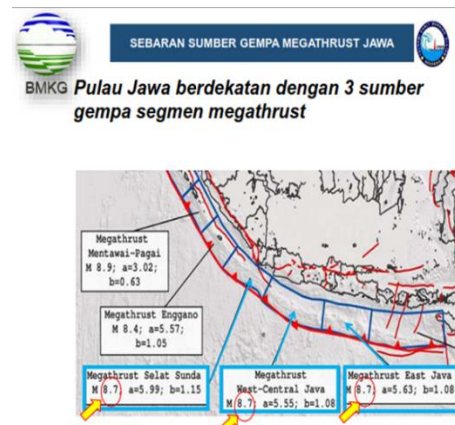 SEBARAN SUMBER GEMPA MEGATHRUST JAWA
BMKG
Pulau Jawa berdekatan dengan 3 sumber
gempa segmen megathrust
Megathrust
Mentawai-Pagai
M 8.9; a=3.02;
b=0.63
Megathrust Enggano
M 8.4; a=5.57;
b=1.05
Megathrust Selat Sunda
M 8.7; a=5.99; b=1.15
Megathrust
West-Central Java
M 8.7; a=5.55; b=1.08
Megathrust East Java
M 8.7; a=5.63; b=1.08